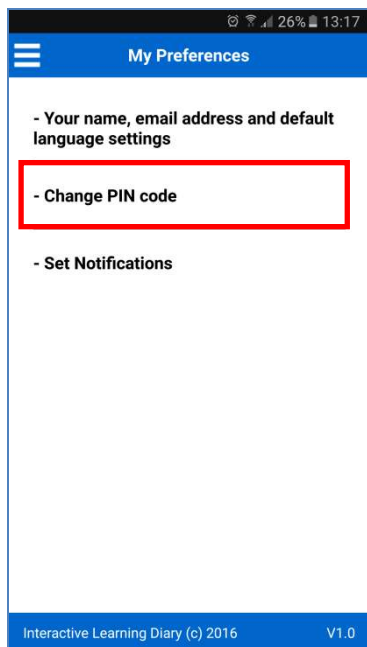 26% 13:17
My Preferences
- Your name, email address and default
language settings
- Change PIN code
- Set Notifications
Interactive Learning Diary (c) 2016 V1.0